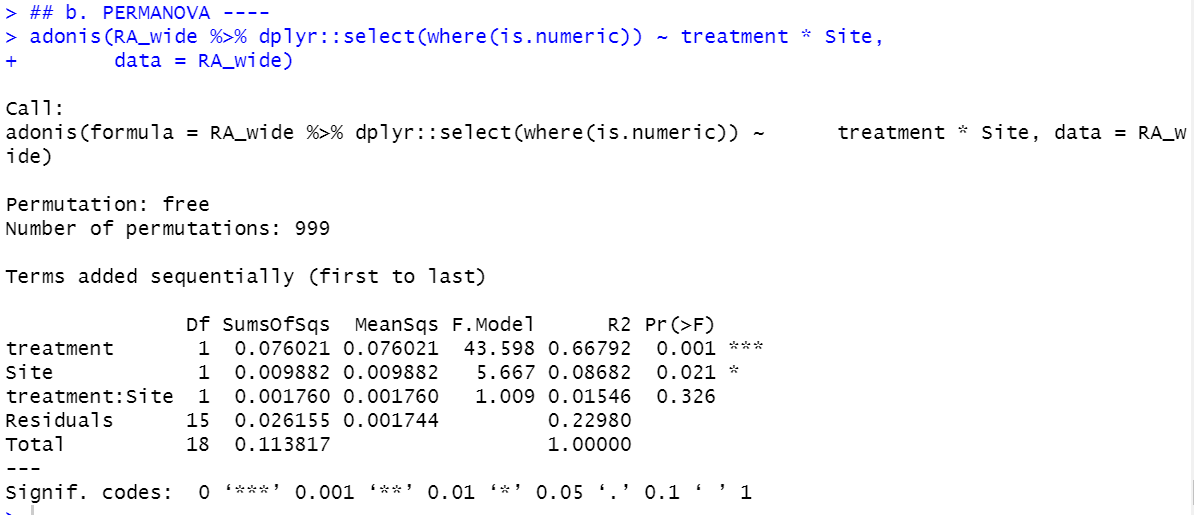 > ## b. PERMANOVA ----
> adonis(RA_wide %>% dplyr::select(where(is.numeric)) ~ treatment * Site,
+        data = RA_wide)

Call:
adonis(formula = RA_wide %>% dplyr::select(where(is.numeric)) ~      treatment * Site, data = RA_w
ide)

Permutation: free
Number of permutations: 999

Terms added sequentially (first to last)

               Df SumsOfSqs  MeanSqs F.Model      R2 Pr(>F)
treatment       1  0.076021 0.076021  43.598 0.66792  0.001 ***
Site            1  0.009882 0.009882   5.667 0.08682  0.021 *
treatment:Site  1  0.001760 0.001760   1.009 0.01546  0.326
Residuals      15  0.026155 0.001744         0.22980
Total          18  0.113817                  1.00000
---
Signif. codes:  0 ‘***’ 0.001 ‘**’ 0.01 ‘*’ 0.05 ‘.’ 0.1 ‘ ’ 1
>